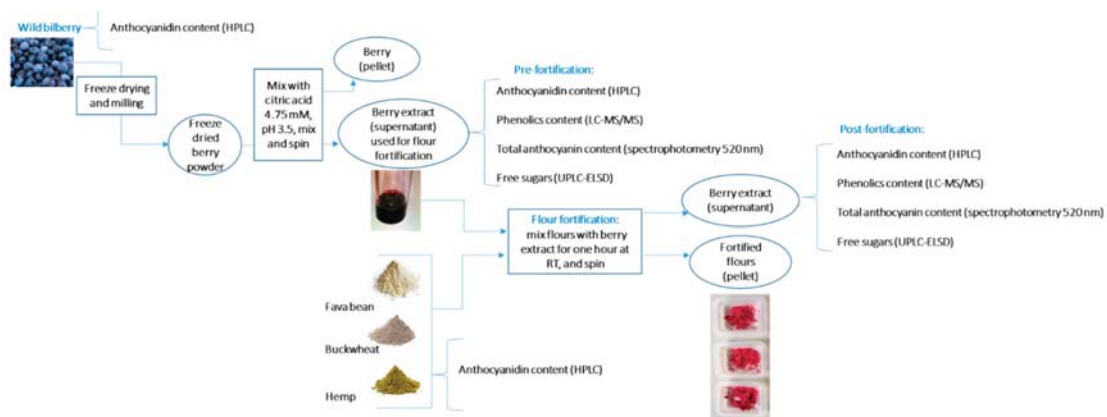 Wild bilberry
Anthocyanidin content (HPLC)
Freeze drying
and milling
Freeze
dried
berry
powder
Mix with
citric acid
4.75 mM,
pH 3.5, mix
and spin
Berry
(pellet)
Berry extract
(supernatant)
used for flour
fortification
Pre-fortification:
Anthocyanidin content (HPLC)
Phenolics content (LC-MS/MS)
Total anthocyanin content (spectrophotometry 520 nm)
Free sugars (UPLC-ELSD)
Fava bean
Buckwheat
Hemp
Anthocyanidin content (HPLC)
Flour fortification:
mix flours with berry
extract for one hour at
RT, and spin
Berry extract
(supernatant)
Fortified
flours
(pellet)
Post-fortification:
Anthocyanidin content (HPLC)
Phenolics content (LC-MS/MS)
Total anthocyanin content (spectrophotometry 520 nm)
Free sugars (UPLC-ELSD)